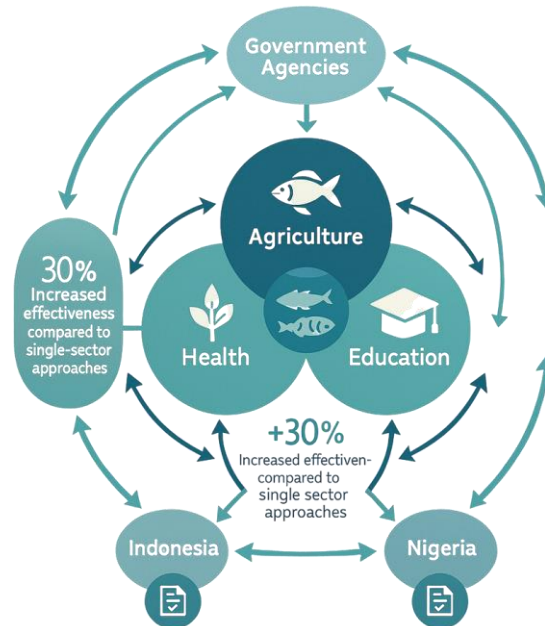 Government
Agencies
Agriculture
30%
Increased
effectiveness
compared to
single-sector
approaches
Health
Education
+30%
Increased effectiven-
compared to
single sector
approaches
Indonesia
Nigeria